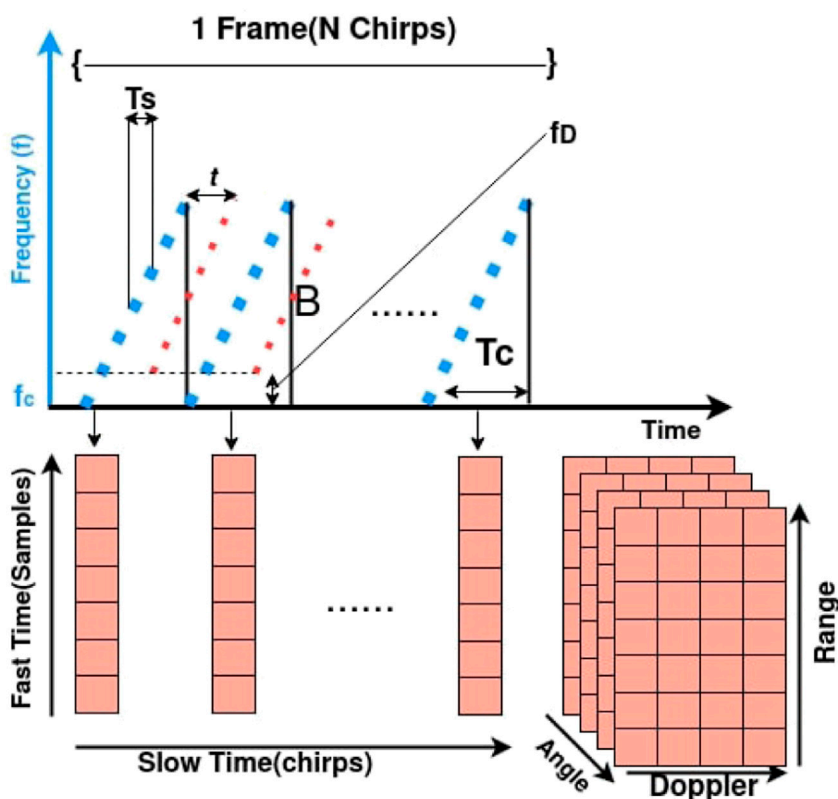 1 Frame(N Chirps)
{ }
Ts
fD
t
Frequency (f)
B
......
Tc
fc
Time
Fast Time(Samples)
......
Range
Angle
Slow Time(chirps)
Doppler